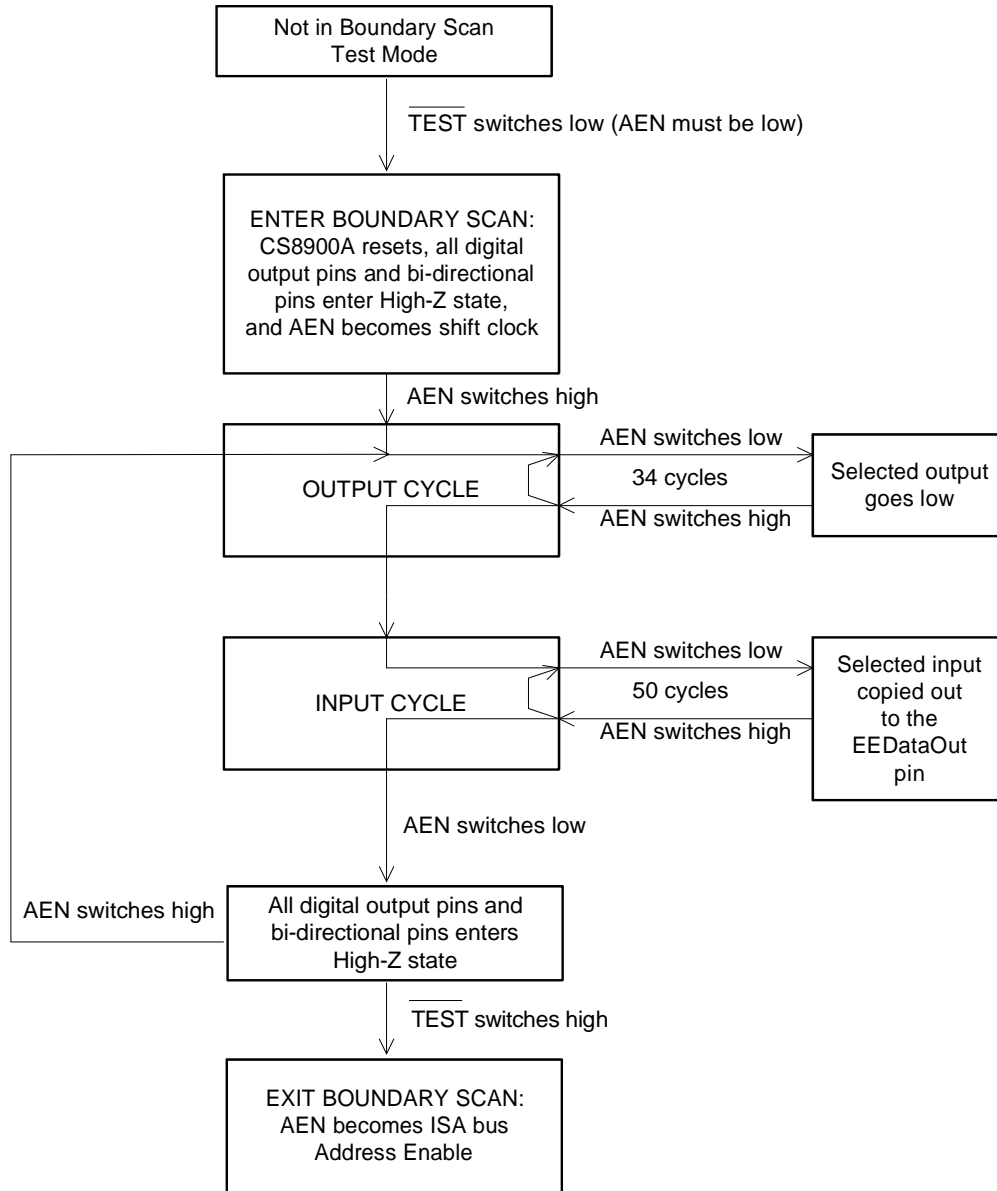 Not in Boundary Scan
Test Mode
TEST switches low (AEN must be low)
ENTER BOUNDARY SCAN:
CS8900A resets, all digital
output pins and bi-directional
pins enter High-Z state,
and AEN becomes shift clock
AEN switches high
OUTPUT CYCLE
AEN switches low
34 cycles
AEN switches high
Selected output
goes low
INPUT CYCLE
AEN switches low
50 cycles
AEN switches high
Selected input
copied out
to the
EEDataOut
pin
AEN switches low
AEN switches high
All digital output pins and
bi-directional pins enters
High-Z state
TEST switches high
EXIT BOUNDARY SCAN:
AEN becomes ISA bus
Address Enable